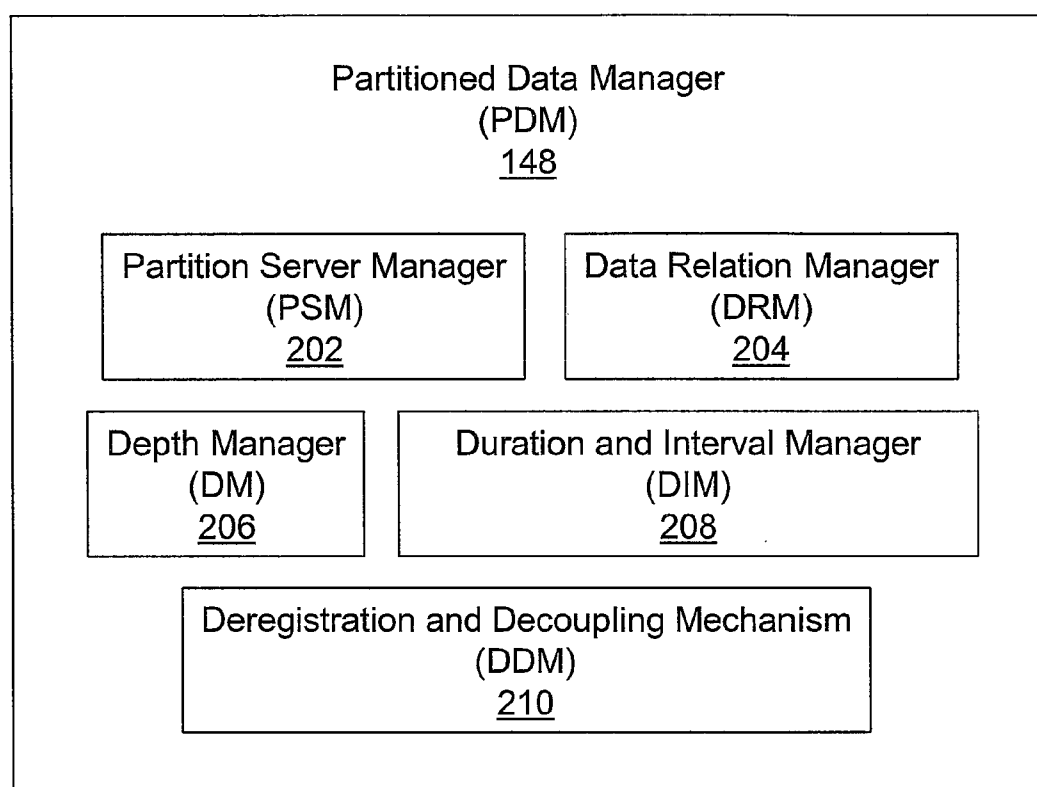 Partitioned Data Manager
(PDM)
148
Partition Server Manager
(PSM)
202
Data Relation Manager
(DRM)
204
Depth Manager
(DM)
206
Duration and Interval Manager
(DIM)
208
Deregistration and Decoupling Mechanism
(DDM)
210